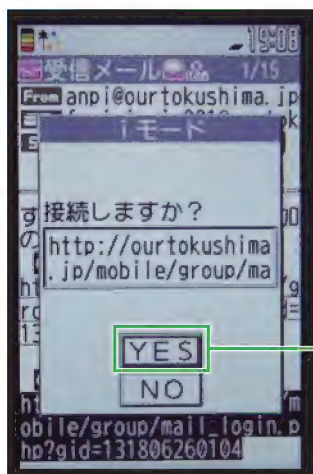 19:08
受信メール 1/15
From anpi@ourtokushima.jp
iモード
接続しますか?
http://ourtokushima
.jp/mobile/group/ma
YES
NO
obile/group/mail_login.p
hp?gid=131806260104